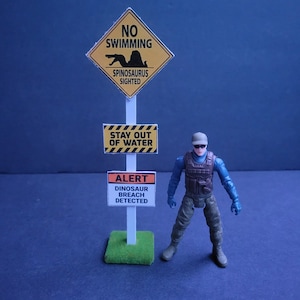 NO
SWIMMING
SPINOSAURUS
SIGHTED
STAY OUT
OF WATER
ALERT
DINOSAUR
BREACH
DETECTED